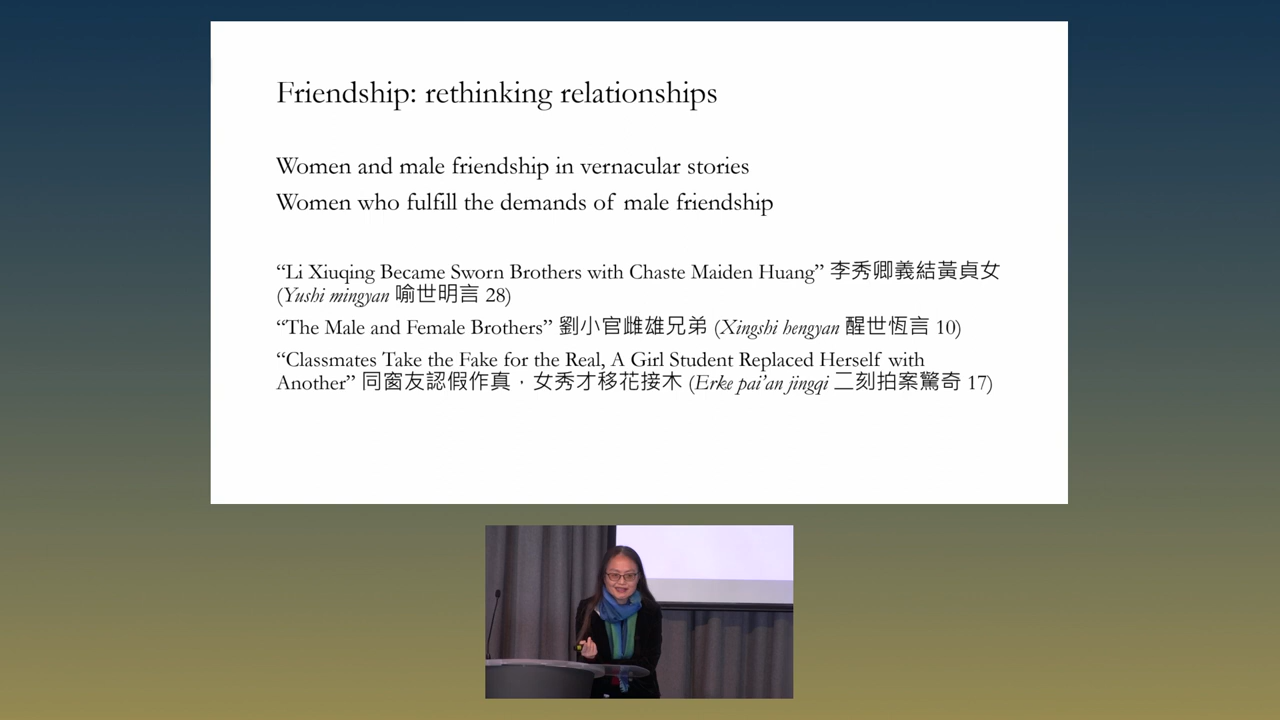 Friendship: rethinking relationships
Women and male friendship in vernacular stories
Women who fulfill the demands of male friendship
“Li Xiuqing Became Sworn Brothers with Chaste Maiden Huang” 李秀卿義結黃貞女
(Yushi mingyan 喻世明言 28)
“The Male and Female Brothers” 劉小官雌雄兄弟 (Xingshi hengyan 醒世恆言 10)
“Classmates Take the Fake for the Real, A Girl Student Replaced Herself with
Another” 同窗友認假作真，女秀才移花接木 (Erke pai’an jingqi 二刻拍案驚奇 17)